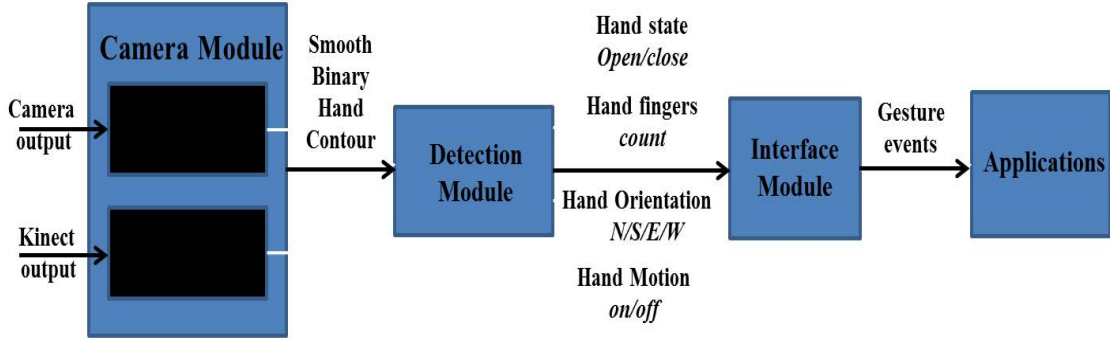 Camera Module
Camera
output
Kinect
output
Smooth
Binary
Hand
Contour
Detection
Module
Hand state
Open/close
Hand fingers
count
Hand Orientation
N/S/E/W
Hand Motion
on/off
Interface
Module
Gesture
events
Applications